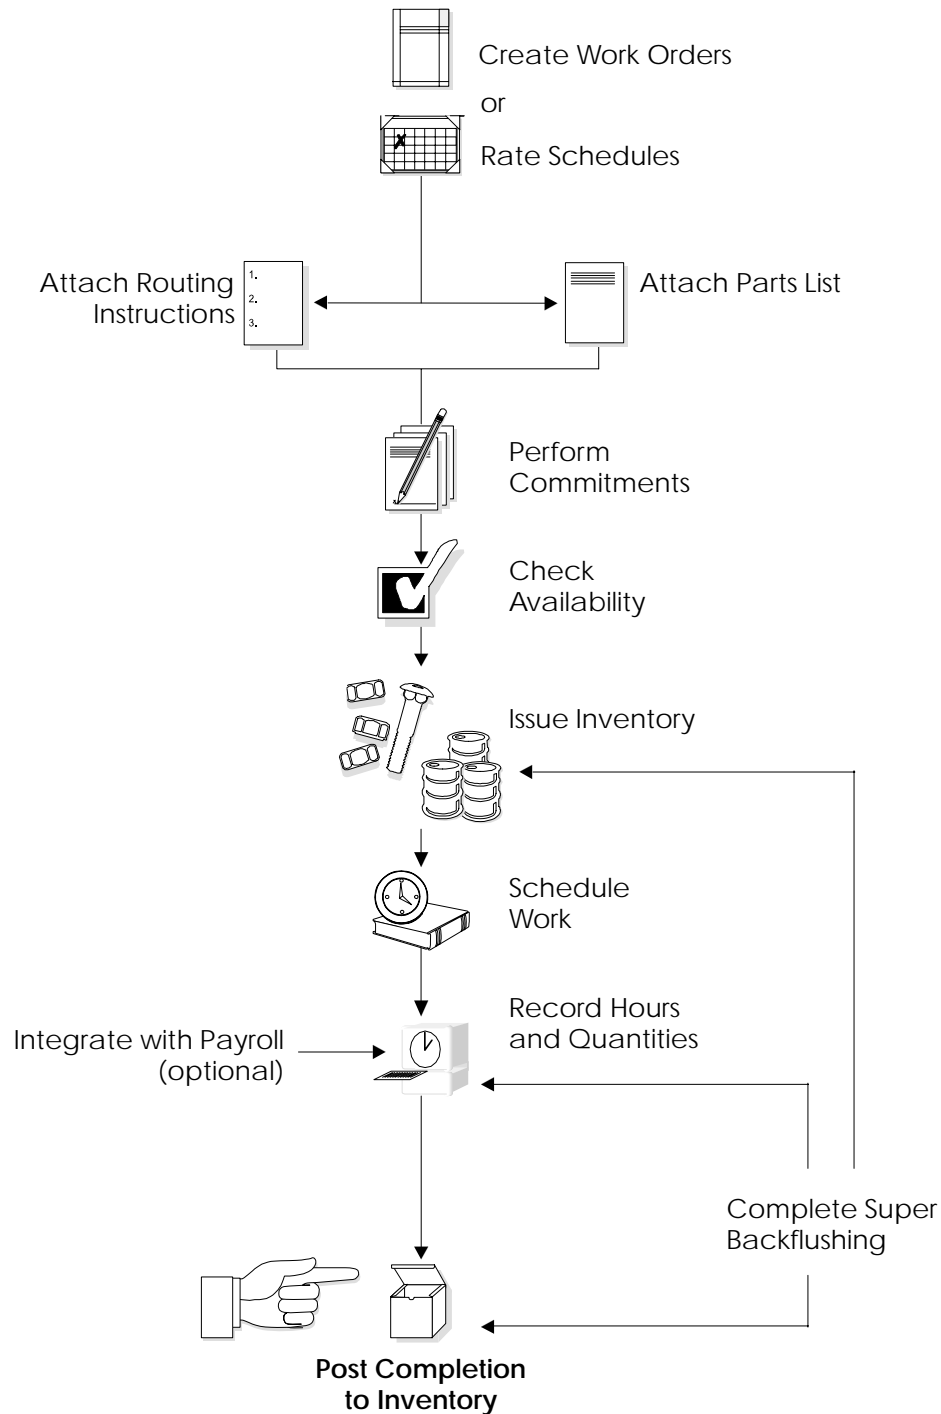 Create Work Orders
or
Rate Schedules
Attach Routing
Instructions
1.
2.
3.
Attach Parts List
Perform
Commitments
Check
Availability
Issue Inventory
Schedule
Work
Record Hours
and Quantities
Integrate with Payroll
(optional)
Complete Super
Backflushing
Post Completion
to Inventory